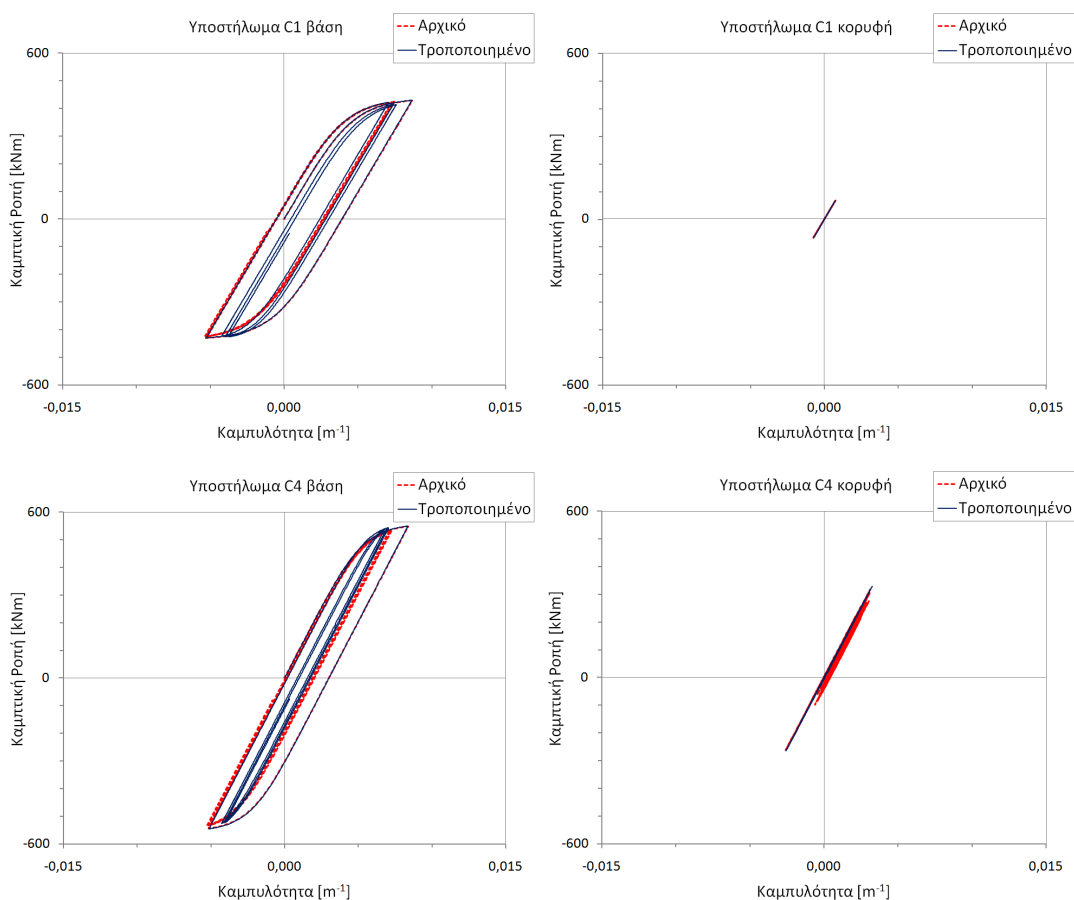 Υποστήλωμα C1 βάση
Αρχικό
Τροποποιημένο
600
0
-600
-0,015
0,000
0,015
Καμπτική Ροπή [kNm]
Καμπυλότητα [m-1]
Υποστήλωμα C1 κορυφή
Αρχικό
Τροποποιημένο
600
0
-600
-0,015
0,000
0,015
Καμπτική Ροπή [kNm]
Καμπυλότητα [m-1]
Υποστήλωμα C4 βάση
Αρχικό
Τροποποιημένο
600
0
-600
-0,015
0,000
0,015
Καμπτική Ροπή [kNm]
Καμπυλότητα [m-1]
Υποστήλωμα C4 κορυφή
Αρχικό
Τροποποιημένο
600
0
-600
-0,015
0,000
0,015
Καμπτική Ροπή [kNm]
Καμπυλότητα [m-1]